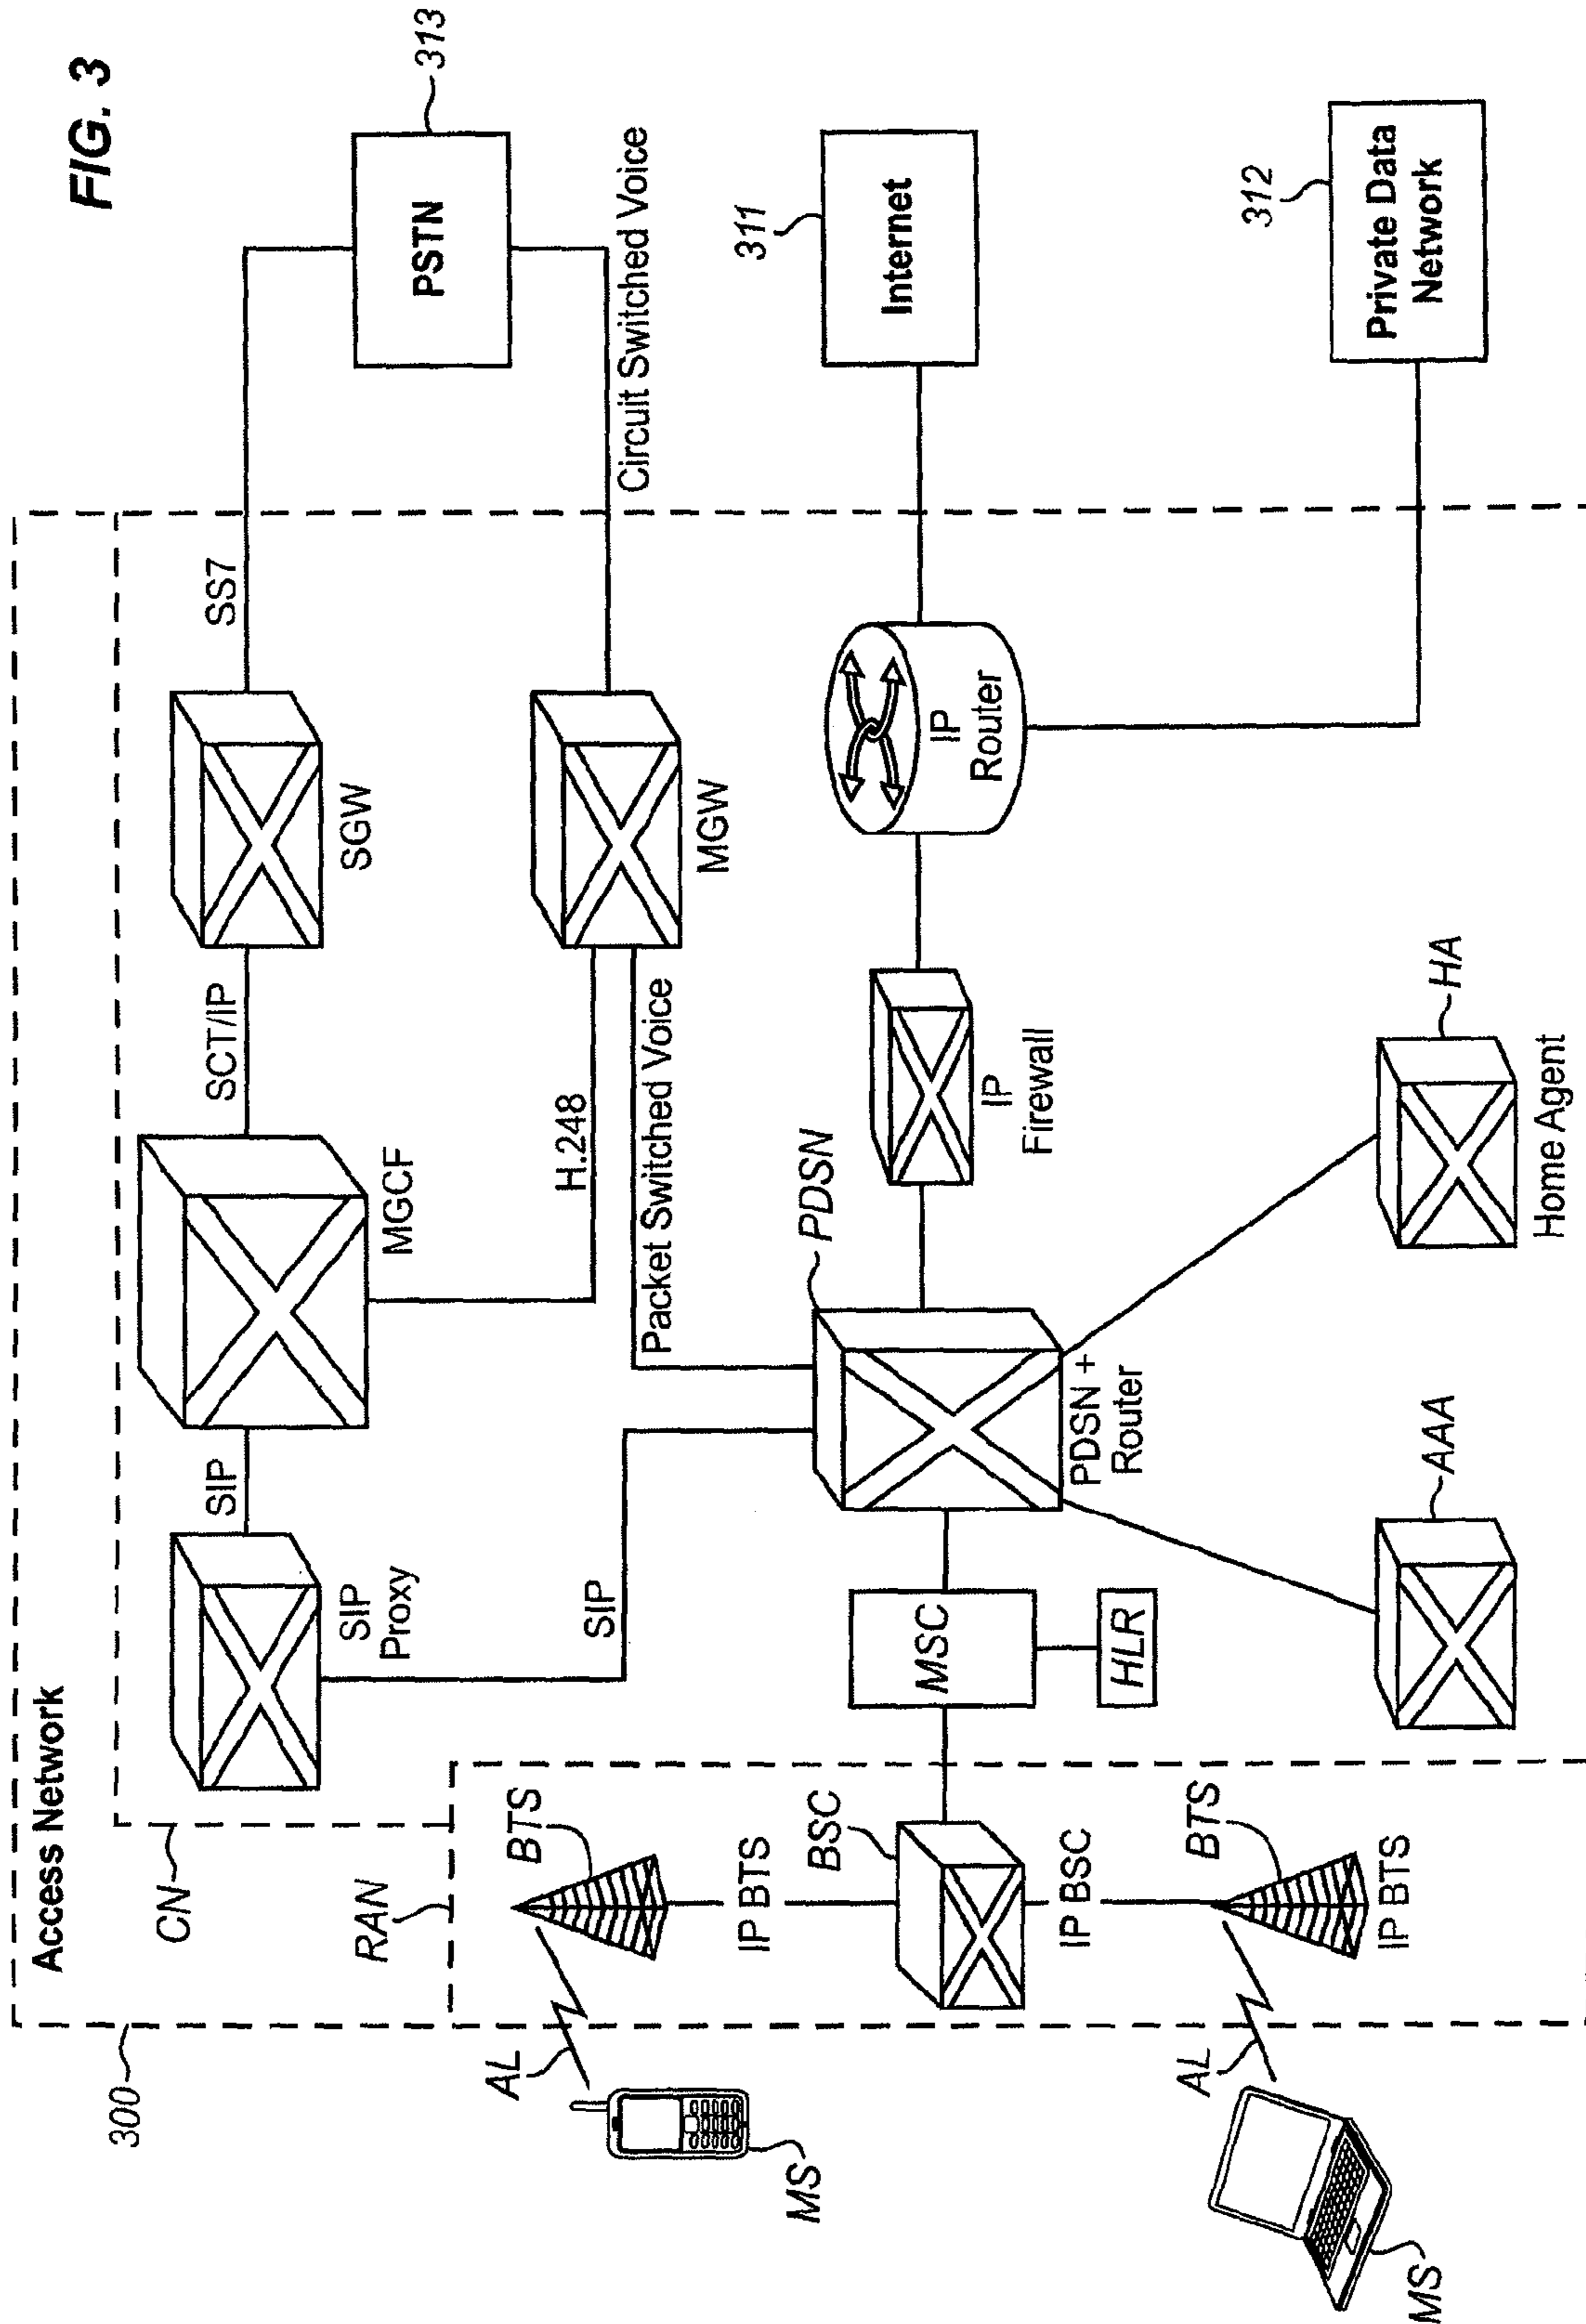 FIG. 3
Access Network
300
CN
RAN
SIP
Proxy
SIP
MGCF
SCT/IP
SGW
SS7
PSTN
313
SIP
H.248
Packet Switched Voice
MGW
Circuit Switched Voice
BTS
IP BTS
BSC
IP BSC
BTS
IP BTS
AL
MS
AL
MS
MSC
HLR
PDSN
PDSN +
Router
IP
Firewall
IP
Router
311
Internet
312
Private Data
Network
AAA
HA
Home Agent